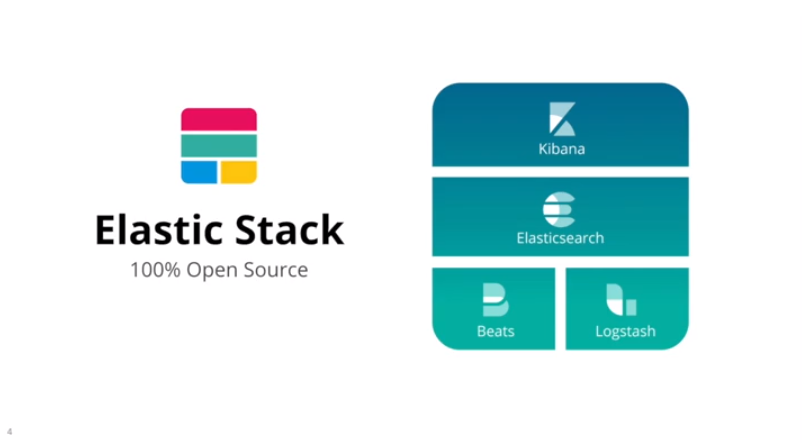 Elastic Stack
100% Open Source
Kibana
Elasticsearch
Beats
Logstash
4